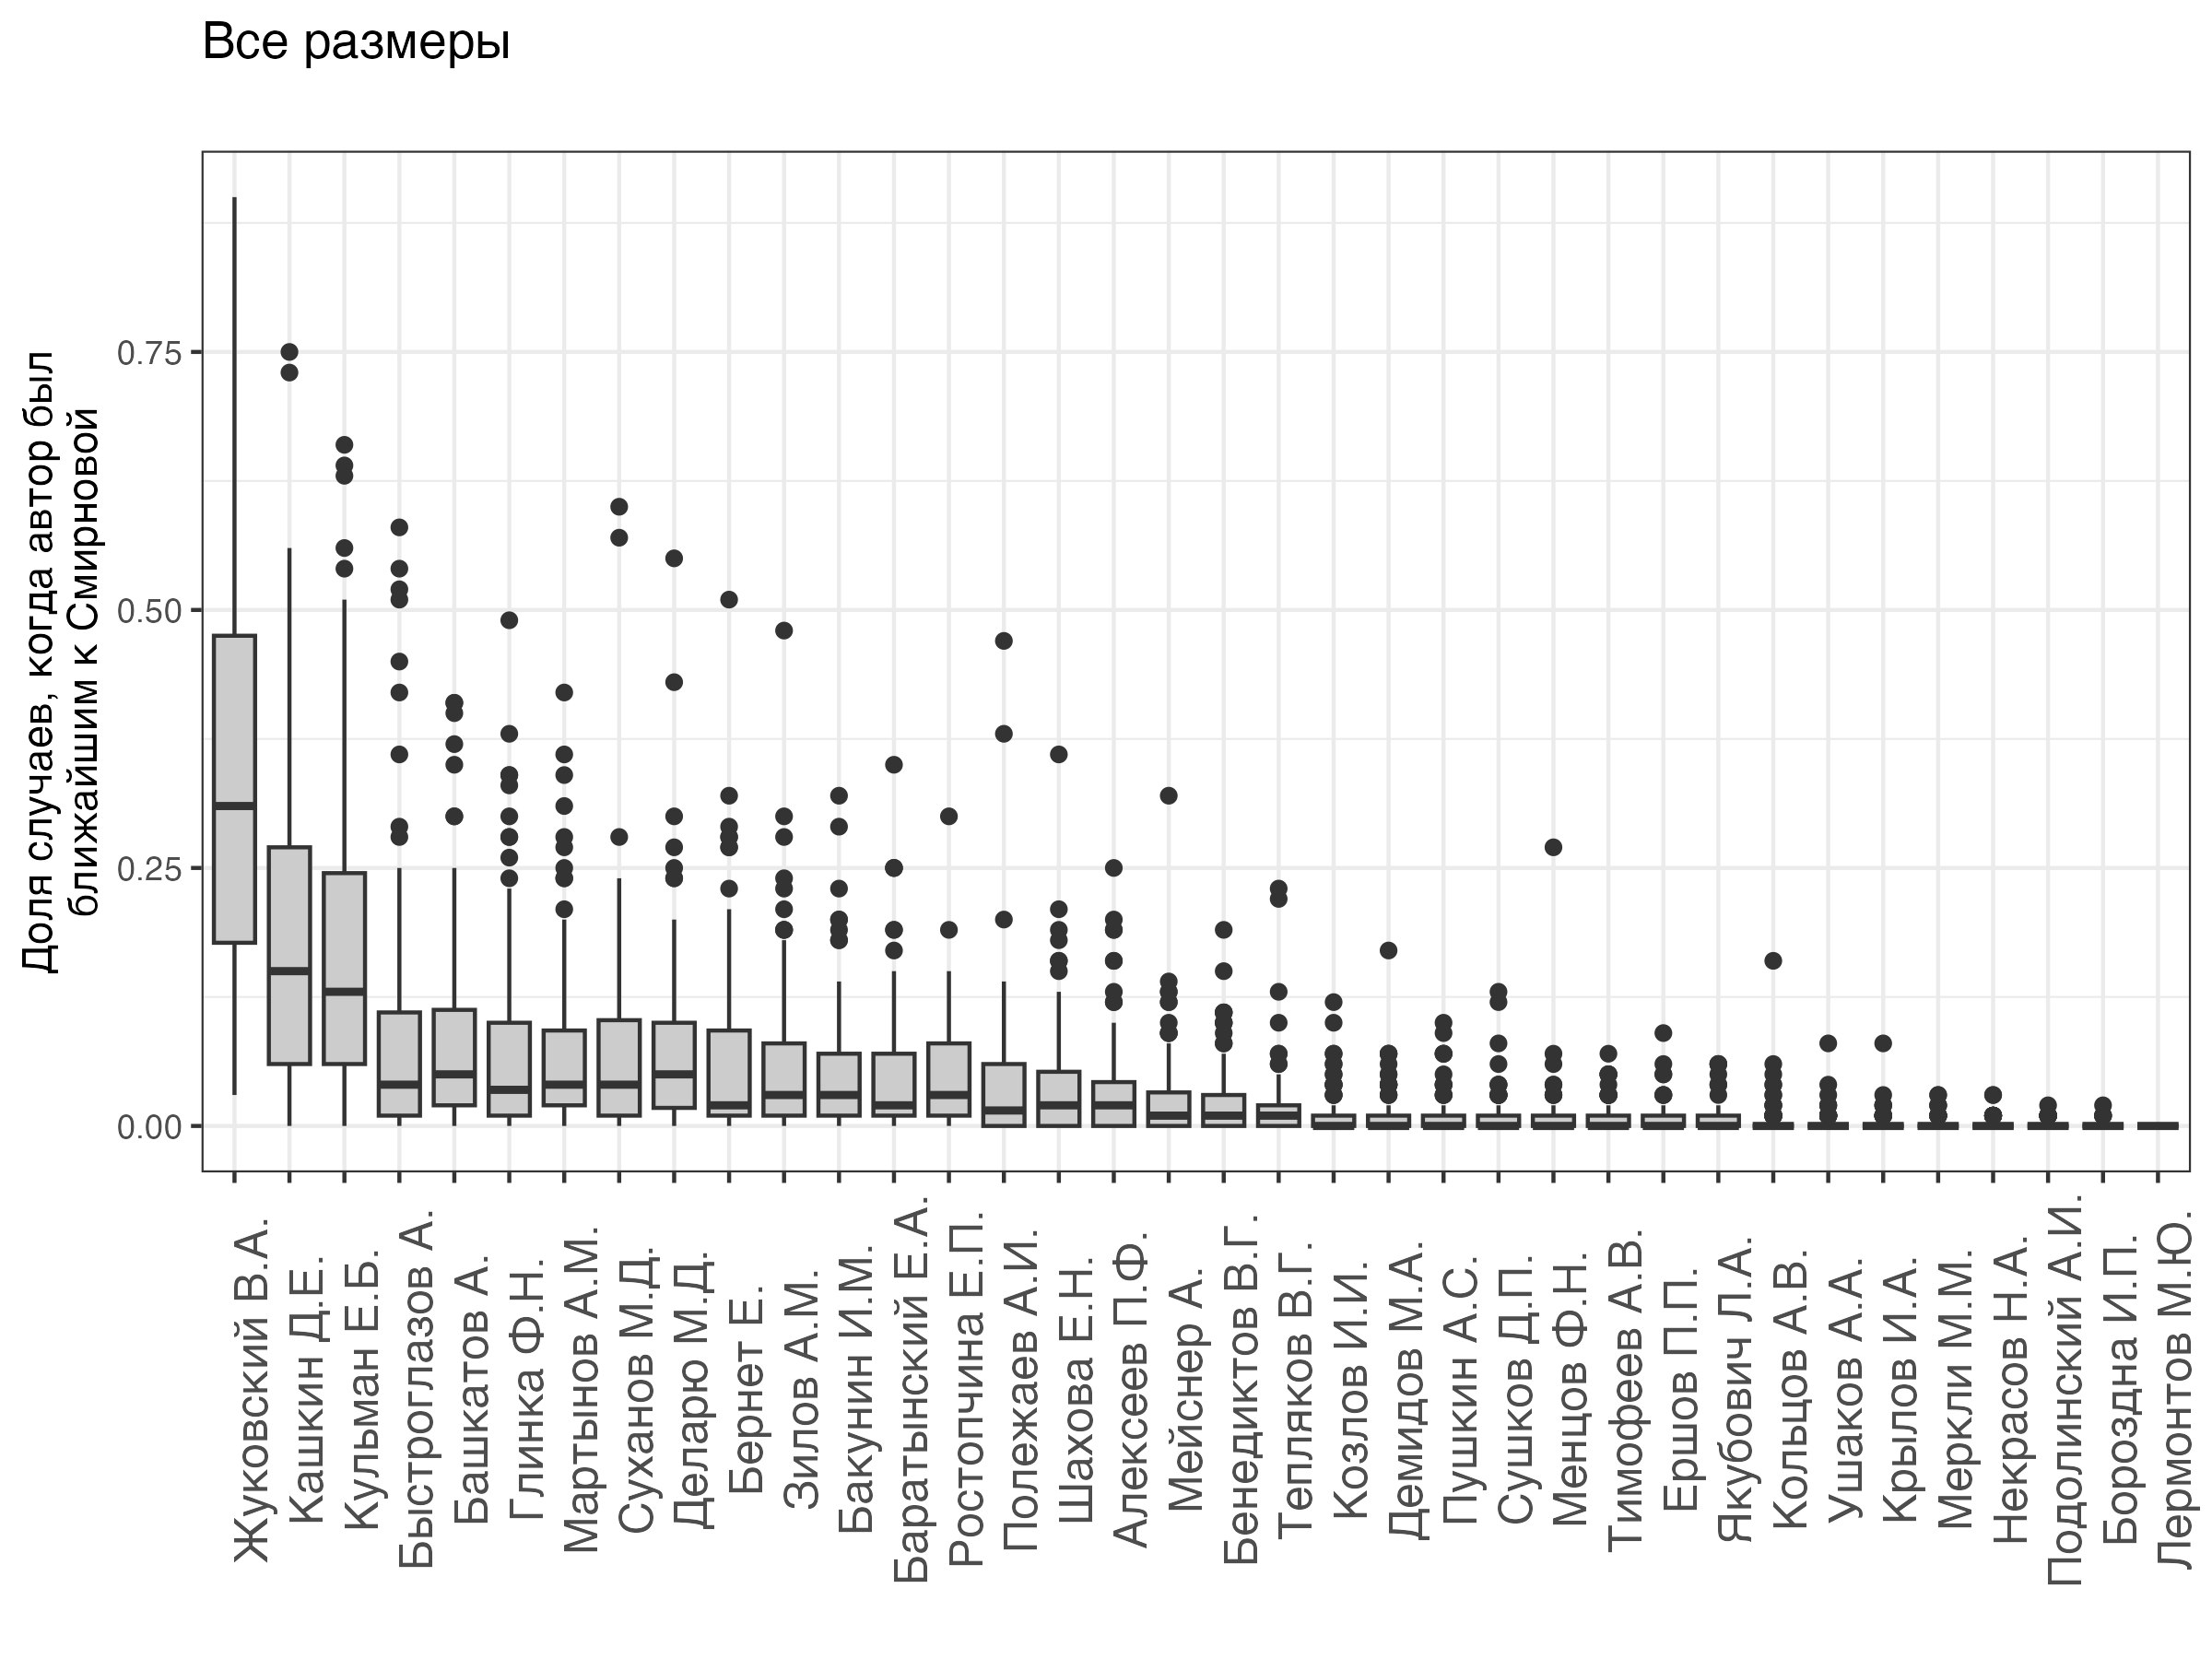 Все размеры
Доля случаев, когда автор был
ближайшим к Смирновой
0.75
0.50
0.25
0.00
Жуковский В.А.
Кашкин Д.Е.
Кульман Е.Б.
Быстроглазов А.
Башкатов А.
Глинка Ф.Н.
Мартынов А.М.
Суханов М.Д.
Деларю М.Д.
Бернет Е.
Зилов А.М.
Бакунин И.М.
Баратынский Е.А.
Ростопчина Е.П.
Полежаев А.И.
Шахова Е.Н.
Алексеев П.Ф.
Мейснер А.
Бенедиктов В.Г.
Тепляков В.Г.
Козлов И.И.
Демидов М.А.
Пушкин А.С.
Сушков Д.П.
Менцов Ф.Н.
Тимофеев А.В.
Ершов П.П.
Якубович Л.А.
Кольцов А.В.
Ушаков А.А.
Крылов И.А.
Меркли М.М.
Некрасов Н.А.
Подолинский А.И.
Бороздна И.П.
Лермонтов М.Ю.